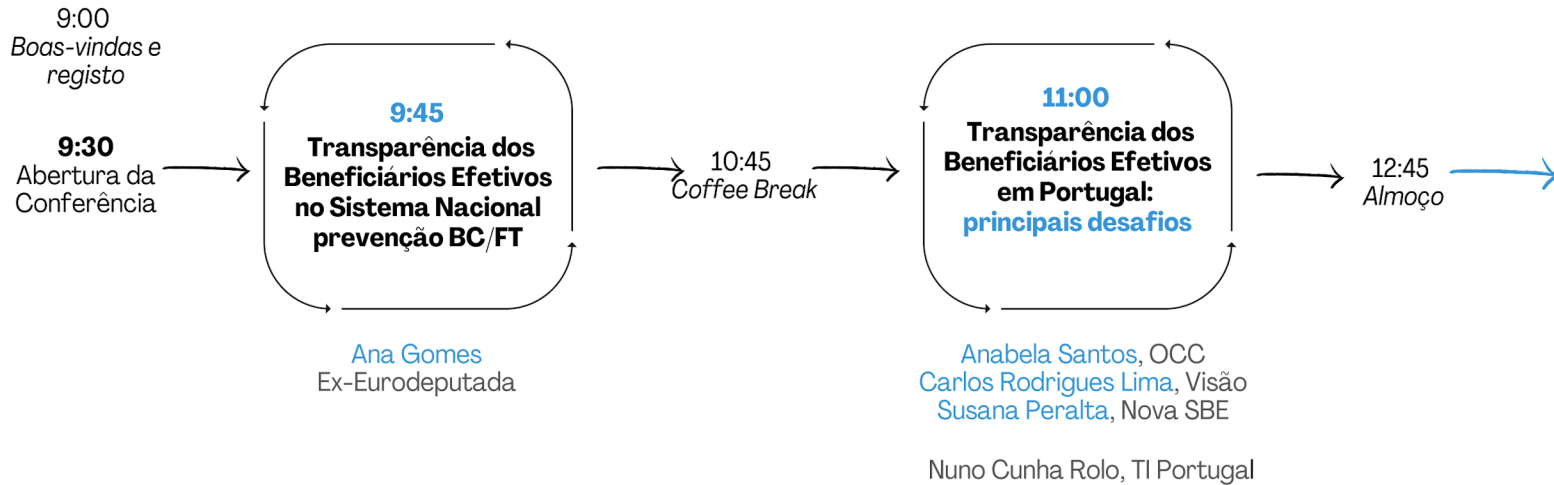 9:00
Boas-vindas e
registo
9:30
Abertura da
Conferência
9:45
Transparência dos
Beneficiários Efetivos
no Sistema Nacional
prevenção BC/FT
Ana Gomes
Ex-Eurodeputada
10:45
Coffee Break
11:00
Transparência dos
Beneficiários Efetivos
em Portugal:
principais desafios
Anabela Santos, OCC
Carlos Rodrigues Lima, Visão
Susana Peralta, Nova SBE
Nuno Cunha Rolo, TI Portugal
12:45
Almoço